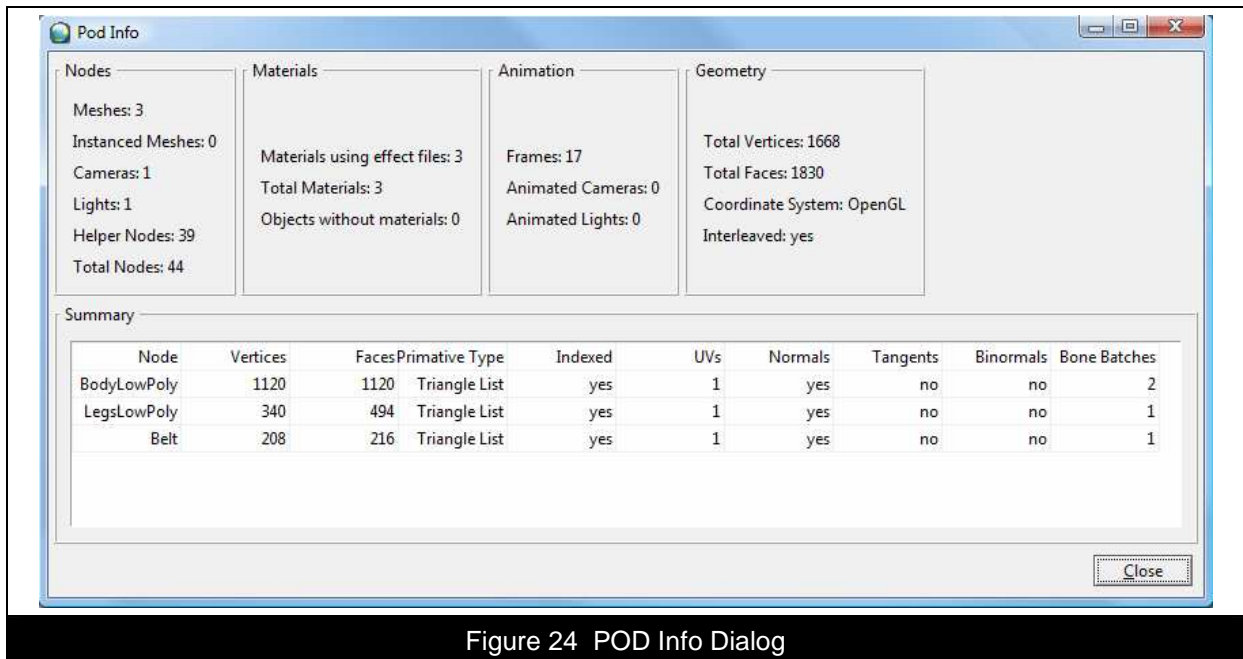 Pod Info
Nodes
Meshes: 3
Instanced Meshes: 0
Cameras: 1
Lights: 1
Helper Nodes: 39
Total Nodes: 44
Materials
Materials using effect files: 3
Total Materials: 3
Objects without materials: 0
Animation
Frames: 17
Animated Cameras: 0
Animated Lights: 0
Geometry
Total Vertices: 1668
Total Faces: 1830
Coordinate System: OpenGL
Interleaved: yes
Summary
Node Vertices Faces Primative Type Indexed UVs Normals Tangents Binormals Bone Batches
BodyLowPoly 1120 1120 Triangle List yes 1 yes no no 2
LegsLowPoly 340 494 Triangle List yes 1 yes no no 1
Belt 208 216 Triangle List yes 1 yes no no 1
Close
Figure 24 POD Info Dialog